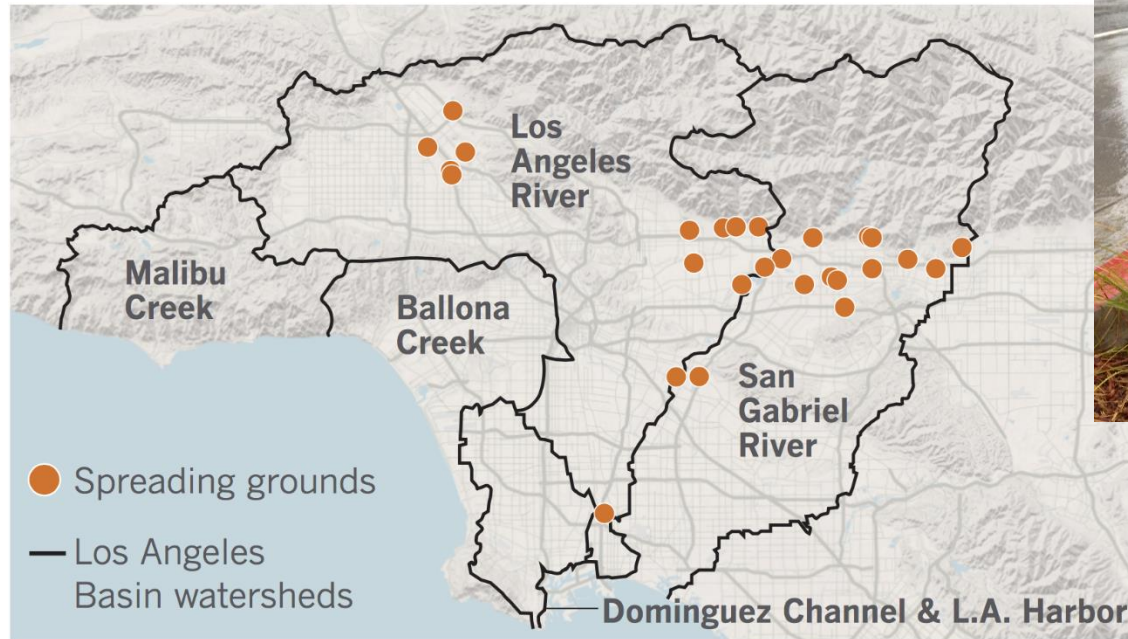 Los
Angeles
River
Malibu
Creek
Ballona
Creek
San
Gabriel
River
Spreading grounds
Los Angeles
Basin watersheds
Dominguez Channel & L.A. Harbor